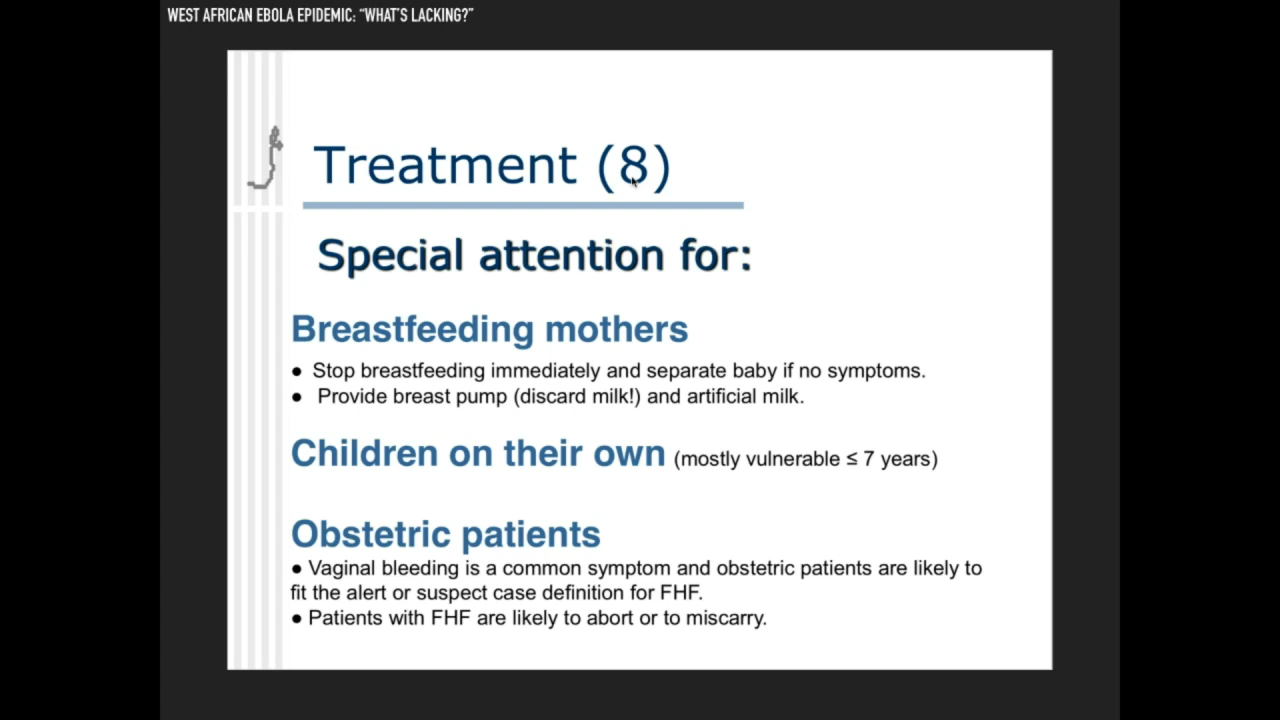 WEST AFRICAN EBOLA EPIDEMIC: “WHAT’S LACKING?”
Treatment (8)
Special attention for:
Breastfeeding mothers
● Stop breastfeeding immediately and separate baby if no symptoms.
● Provide breast pump (discard milk!) and artificial milk.
Children on their own (mostly vulnerable ≤ 7 years)
Obstetric patients
● Vaginal bleeding is a common symptom and obstetric patients are likely to
fit the alert or suspect case definition for FHF.
● Patients with FHF are likely to abort or to miscarry.